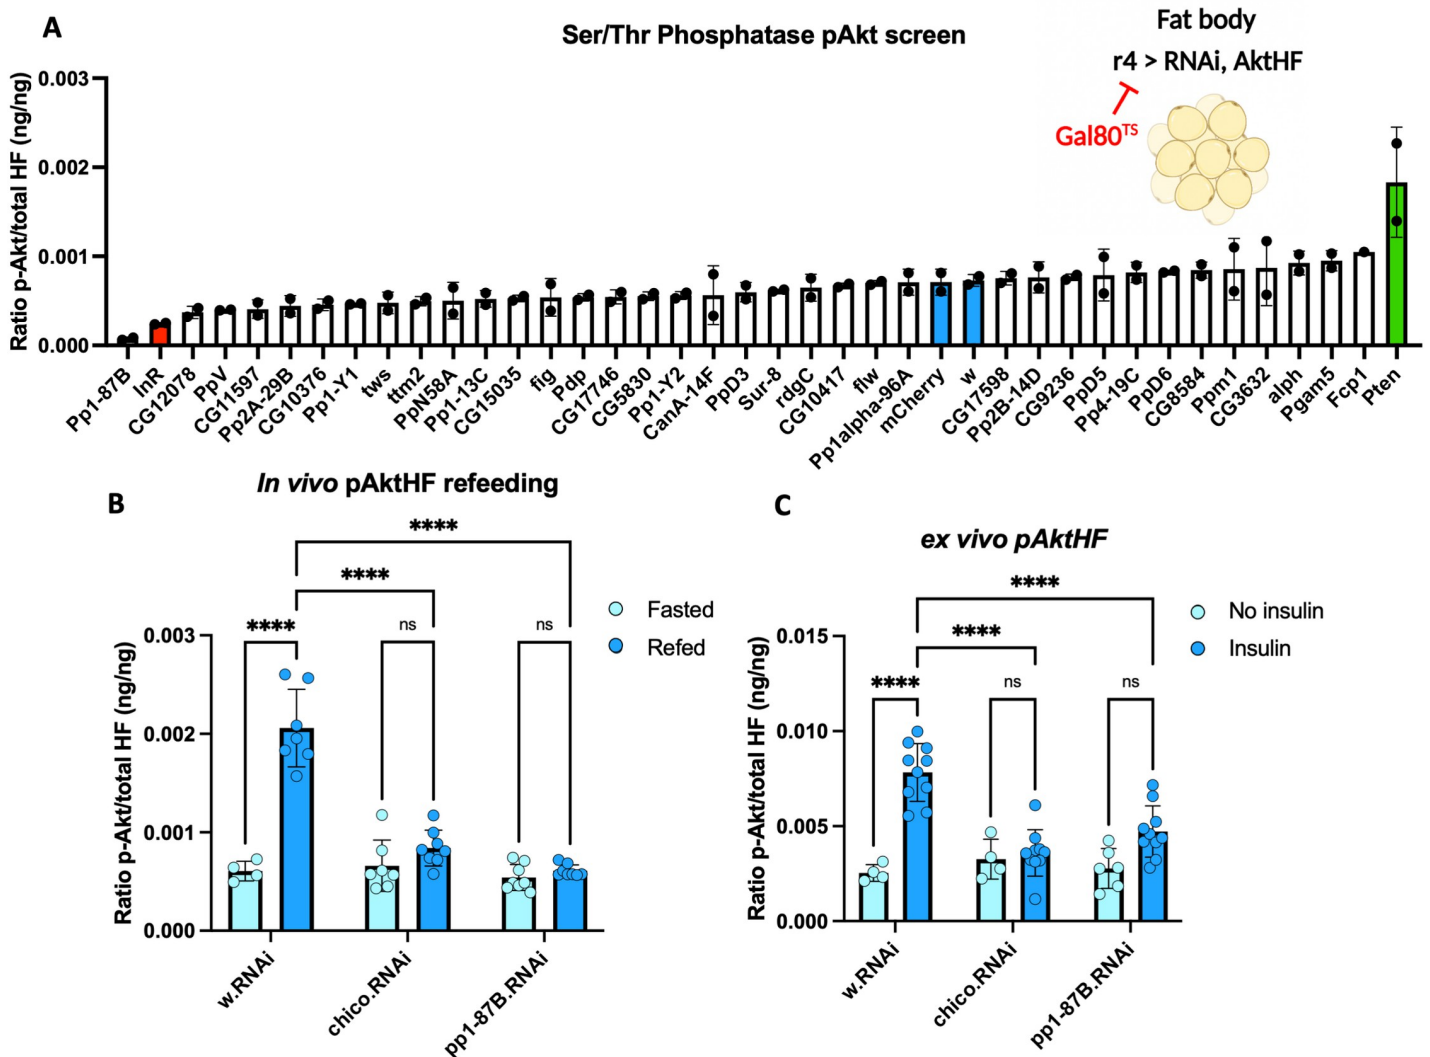 A
Ser/Thr Phosphatase pAkt screen
Fat body
r4 > RNAi, AktHF
Gal80TS
Ratio p-Akt/total HF (ng/ng)
0.003
0.002
0.001
0.000
Pp1-87B
InR
CG12078
PpV
CG11597
Pp2A-29B
CG10376
Pp1-Y1
tws
ttm2
PpN58A
Pp1-13C
CG15035
fig
Pdp
CG17746
CG5830
Pp1-Y2
CanA-14F
PpD3
Sur-8
rdgC
CG10417
flw
Pp1alpha-96A
mCherry
w
CG17598
Pp2B-14D
CG9236
PpD5
Pp4-19C
PpD6
CG8584
Ppm1
CG3632
alph
Pgam5
Fcp1
Pten
B
In vivo pAktHF refeeding
****
****
****
ns
ns
Fasted
Refed
Ratio p-Akt/total HF (ng/ng)
0.003
0.002
0.001
0.000
w.RNAi
chico.RNAi
pp1-87B.RNAi
C
ex vivo pAktHF
****
****
****
ns
ns
No insulin
Insulin
Ratio p-Akt/total HF (ng/ng)
0.015
0.010
0.005
0.000
w.RNAi
chico.RNAi
pp1-87B.RNAi